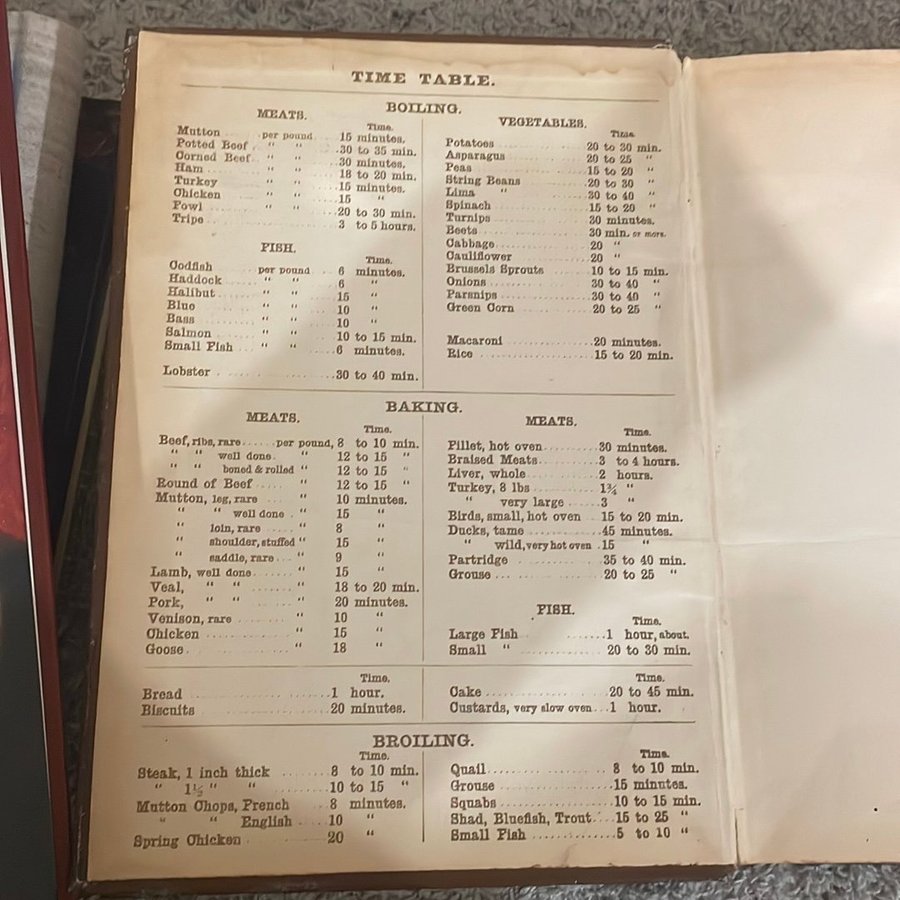 TIME TABLE.
BOILING.
MEATS.
Time.
Mutton per pound 15 minutes.
Potted Beef " " 30 to 35 min.
Corned Beef " " 30 minutes.
Ham " " 18 to 20 min.
Turkey " " 15 minutes.
Chicken " " 15 "
Fowl " " 20 to 30 min.
Tripe 3 to 5 hours.
FISH.
Time.
Codfish per pound 6 minutes.
Haddock " " 6 "
Halibut " " 15 "
Blue " " 10 "
Bass " " 10 "
Salmon " " 10 to 15 min.
Small Fish " " 6 minutes.
Lobster 30 to 40 min.
VEGETABLES.
Time.
Potatoes 20 to 30 min.
Asparagus 20 to 25 "
Peas 15 to 20 "
String Beans 20 to 30 "
Lima " 30 to 40 "
Spinach 15 to 20 "
Turnips 30 minutes.
Beets 30 min. or more.
Cabbage 20 "
Cauliflower 20 "
Brussels Sprouts 10 to 15 min.
Onions 30 to 40 "
Parsnips 30 to 40 "
Green Corn 20 to 25 "
Macaroni 20 minutes.
Rice 15 to 20 min.
BAKING.
MEATS.
Time.
Beef, ribs, rare per pound, 8 to 10 min.
" " well done " 12 to 15 "
" " boned & rolled " 12 to 15 "
Round of Beef " 12 to 15 "
Mutton, leg, rare " 10 minutes.
" " well done " 15 "
" loin, rare " 8 "
" shoulder, stuffed " 15 "
" saddle, rare " 9 "
Lamb, well done " 15 "
Veal, " " " 18 to 20 min.
Pork, " " " 20 minutes.
Venison, rare " 10 "
Chicken " 15 "
Goose " 18 "
MEATS.
Time.
Fillet, hot oven 30 minutes.
Braised Meats 3 to 4 hours.
Liver, whole 2 hours.
Turkey, 8 lbs 1¾ "
" very large 3 "
Birds, small, hot oven 15 to 20 min.
Ducks, tame 45 minutes.
" wild, very hot oven 15 "
Partridge 35 to 40 min.
Grouse 20 to 25 "
FISH.
Time.
Large Fish 1 hour, about.
Small " 20 to 30 min.
Time.
Bread 1 hour.
Biscuits 20 minutes.
Time.
Cake 20 to 45 min.
Custards, very slow oven 1 hour.
BROILING.
Time.
Steak, 1 inch thick 8 to 10 min.
" 1½ " " 10 to 15 "
Mutton Chops, French 8 minutes.
" " English 10 "
Spring Chicken 20 "
Time.
Quail 8 to 10 min.
Grouse 15 minutes.
Squabs 10 to 15 min.
Shad, Bluefish, Trout 15 to 25 "
Small Fish 5 to 10 "